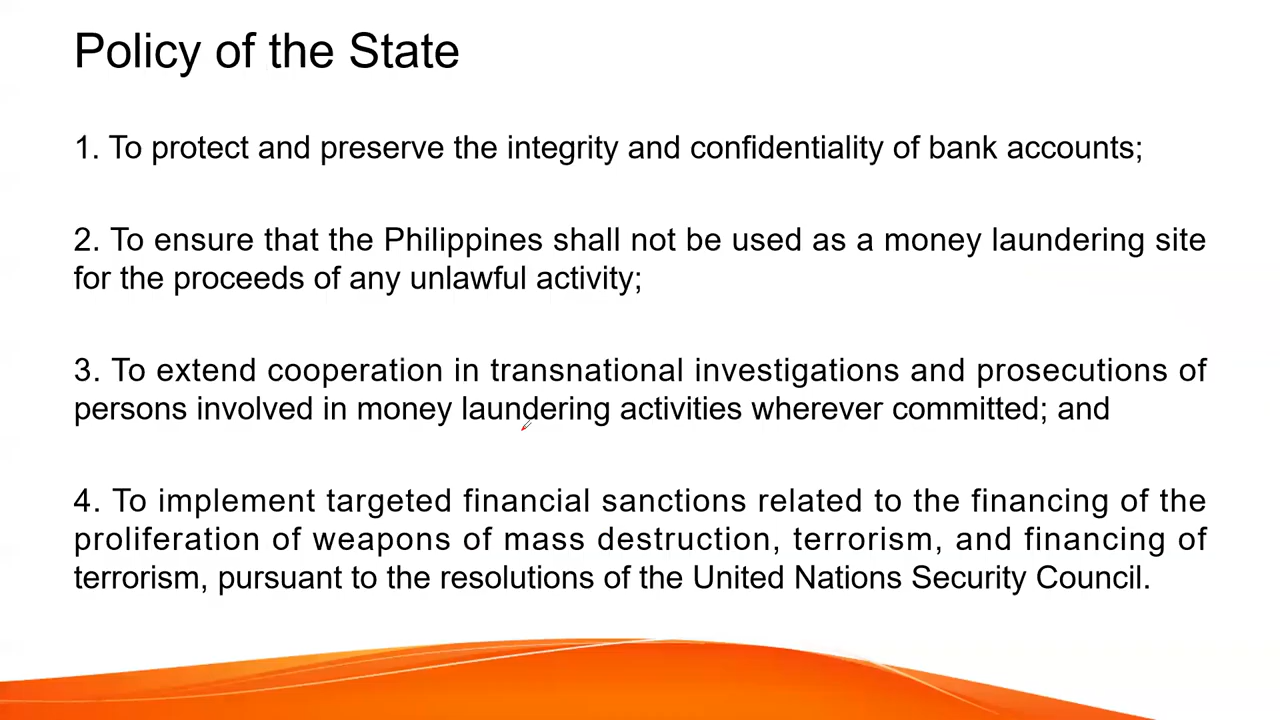 Policy of the State
1. To protect and preserve the integrity and confidentiality of bank accounts;
2. To ensure that the Philippines shall not be used as a money laundering site
for the proceeds of any unlawful activity;
3. To extend cooperation in transnational investigations and prosecutions of
persons involved in money laundering activities wherever committed; and
4. To implement targeted financial sanctions related to the financing of the
proliferation of weapons of mass destruction, terrorism, and financing of
terrorism, pursuant to the resolutions of the United Nations Security Council.